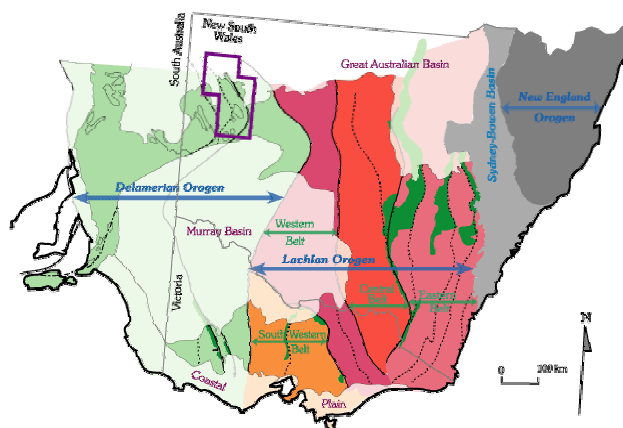 New South
Wales
South Australia
Great Australian Basin
Sydney-Bowen Basin
New England
Orogen
Delamerian Orogen
Murray Basin
Western
Belt
Lachlan Orogen
Victoria
Central
Belt
Eastern
Belt
South Western
Belt
Coastal
Plain
N
0
100 km